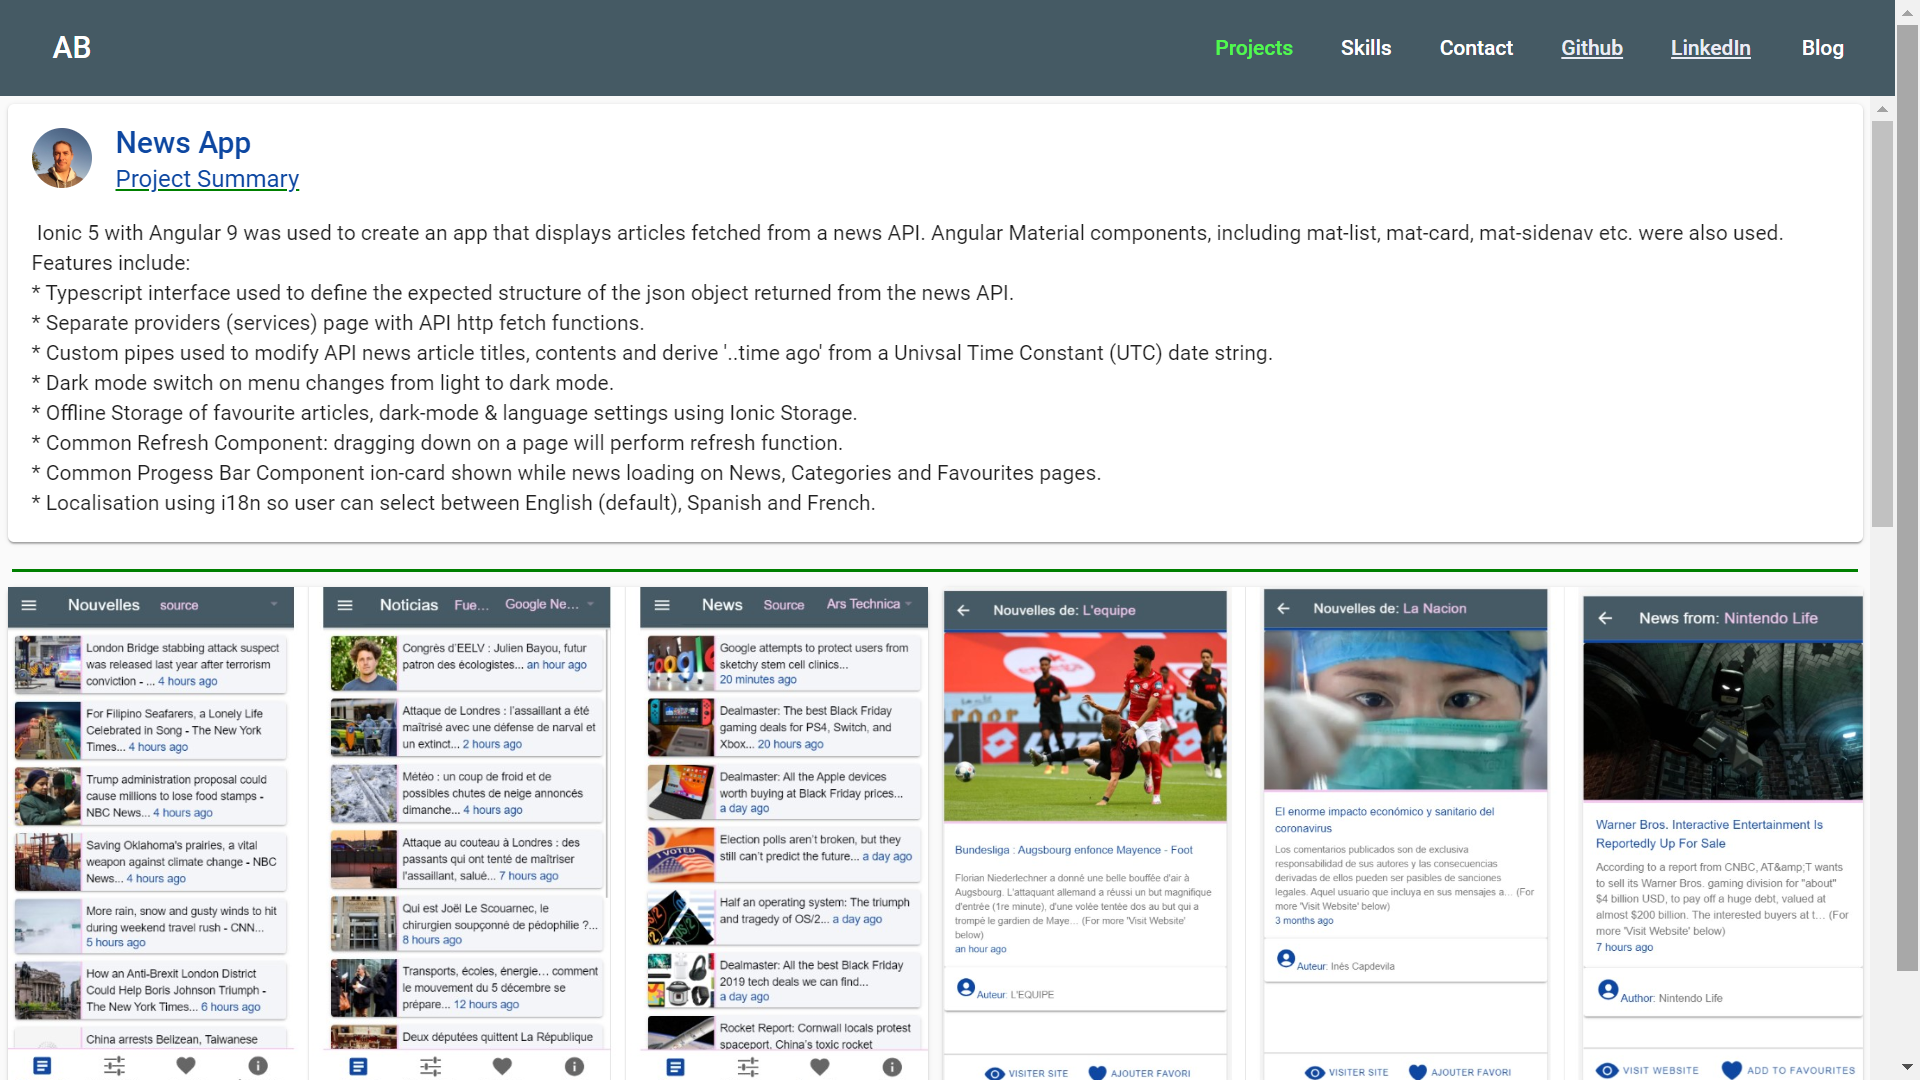 AB
Projects
Skills
Contact
Github
LinkedIn
Blog
News App
Project Summary
Ionic 5 with Angular 9 was used to create an app that displays articles fetched from a news API. Angular Material components, including mat-list, mat-card, mat-sidenav etc. were also used.
Features include:
* Typescript interface used to define the expected structure of the json object returned from the news API.
* Separate providers (services) page with API http fetch functions.
* Custom pipes used to modify API news article titles, contents and derive '..time ago' from a Univsal Time Constant (UTC) date string.
* Dark mode switch on menu changes from light to dark mode.
* Offline Storage of favourite articles, dark-mode & language settings using Ionic Storage.
* Common Refresh Component: dragging down on a page will perform refresh function.
* Common Progess Bar Component ion-card shown while news loading on News, Categories and Favourites pages.
* Localisation using i18n so user can select between English (default), Spanish and French.
Nouvelles source
London Bridge stabbing attack suspect
was released last year after terrorism
conviction - ... 4 hours ago
For Filipino Seafarers, a Lonely Life
Celebrated in Song - The New York
Times... 4 hours ago
Trump administration proposal could
cause millions to lose food stamps -
NBC News... 4 hours ago
Saving Oklahoma's prairies, a vital
weapon against climate change - NBC
News... 4 hours ago
More rain, snow and gusty winds to hit
during weekend travel rush - CNN...
5 hours ago
How an Anti-Brexit London District
Could Help Boris Johnson Triumph -
The New York Times... 6 hours ago
China arrests Belizean, Taiwanese
Noticias Fue... Google Ne...
Congrès d'EELV : Julien Bayou, futur
patron des écologistes... an hour ago
Attaque de Londres : l'assaillant a été
maîtrisé avec une défense de narval et
un extinct... 2 hours ago
Météo : un coup de froid et de
possibles chutes de neige annoncés
dimanche... 4 hours ago
Attaque au couteau à Londres : des
passants qui ont tenté de maîtriser
l'assaillant, salué... 7 hours ago
Qui est Joël Le Scouarnec, le
chirurgien soupçonné de pédophilie ?...
8 hours ago
Transports, écoles, énergie... comment
le mouvement du 5 décembre se
prépare... 12 hours ago
Deux députées quittent La République
News Source Ars Technica
Google attempts to protect users from
sketchy stem cell clinics...
20 minutes ago
Dealmaster: The best Black Friday
gaming deals for PS4, Switch, and
Xbox... 20 hours ago
Dealmaster: All the Apple devices
worth buying at Black Friday prices...
a day ago
I VOTED
Election polls aren't broken, but they
still can't predict the future... a day ago
Half an operating system: The triumph
and tragedy of OS/2... a day ago
Dealmaster: All the best Black Friday
2019 tech deals we can find...
a day ago
Rocket Report: Cornwall locals protest
spaceport, China's toxic rocket
Nouvelles de: L'equipe
Bundesliga : Augsbourg enfonce Mayence - Foot
Florian Niederlechner a donné une belle bouffée d'air à
Augsbourg. L'attaquant allemand a réussi un but magnifique
d'entrée (1re minute), d'une volée tentée dos au but qui a
trompé le gardien de Maye... (For more 'Visit Website'
below)
an hour ago
Auteur: L'EQUIPE
VISITER SITE
AJOUTER FAVORI
Nouvelles de: La Nacion
El enorme impacto económico y sanitario del
coronavirus
Los comentarios publicados son de exclusiva
responsabilidad de sus autores y las consecuencias
derivadas de ellos pueden ser pasibles de sanciones
legales. Aquel usuario que incluya en sus mensajes a... (For
more 'Visit Website' below)
3 months ago
Auteur: Inés Capdevila
VISITER SITE
AJOUTER FAVORI
News from: Nintendo Life
Warner Bros. Interactive Entertainment Is
Reportedly Up For Sale
According to a report from CNBC, AT&amp;T wants
to sell its Warner Bros. gaming division for "about"
$4 billion USD, to pay off a huge debt, valued at
almost $200 billion. The interested buyers at t... (For
more 'Visit Website' below)
7 hours ago
Author: Nintendo Life
VISIT WEBSITE
ADD TO FAVOURITES